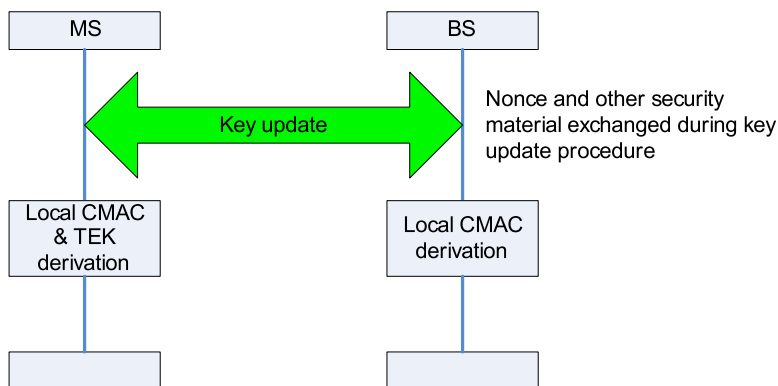 MS
BS
Key update
Nonce and other security
material exchanged during key
update procedure
Local CMAC
& TEK
derivation
Local CMAC
derivation